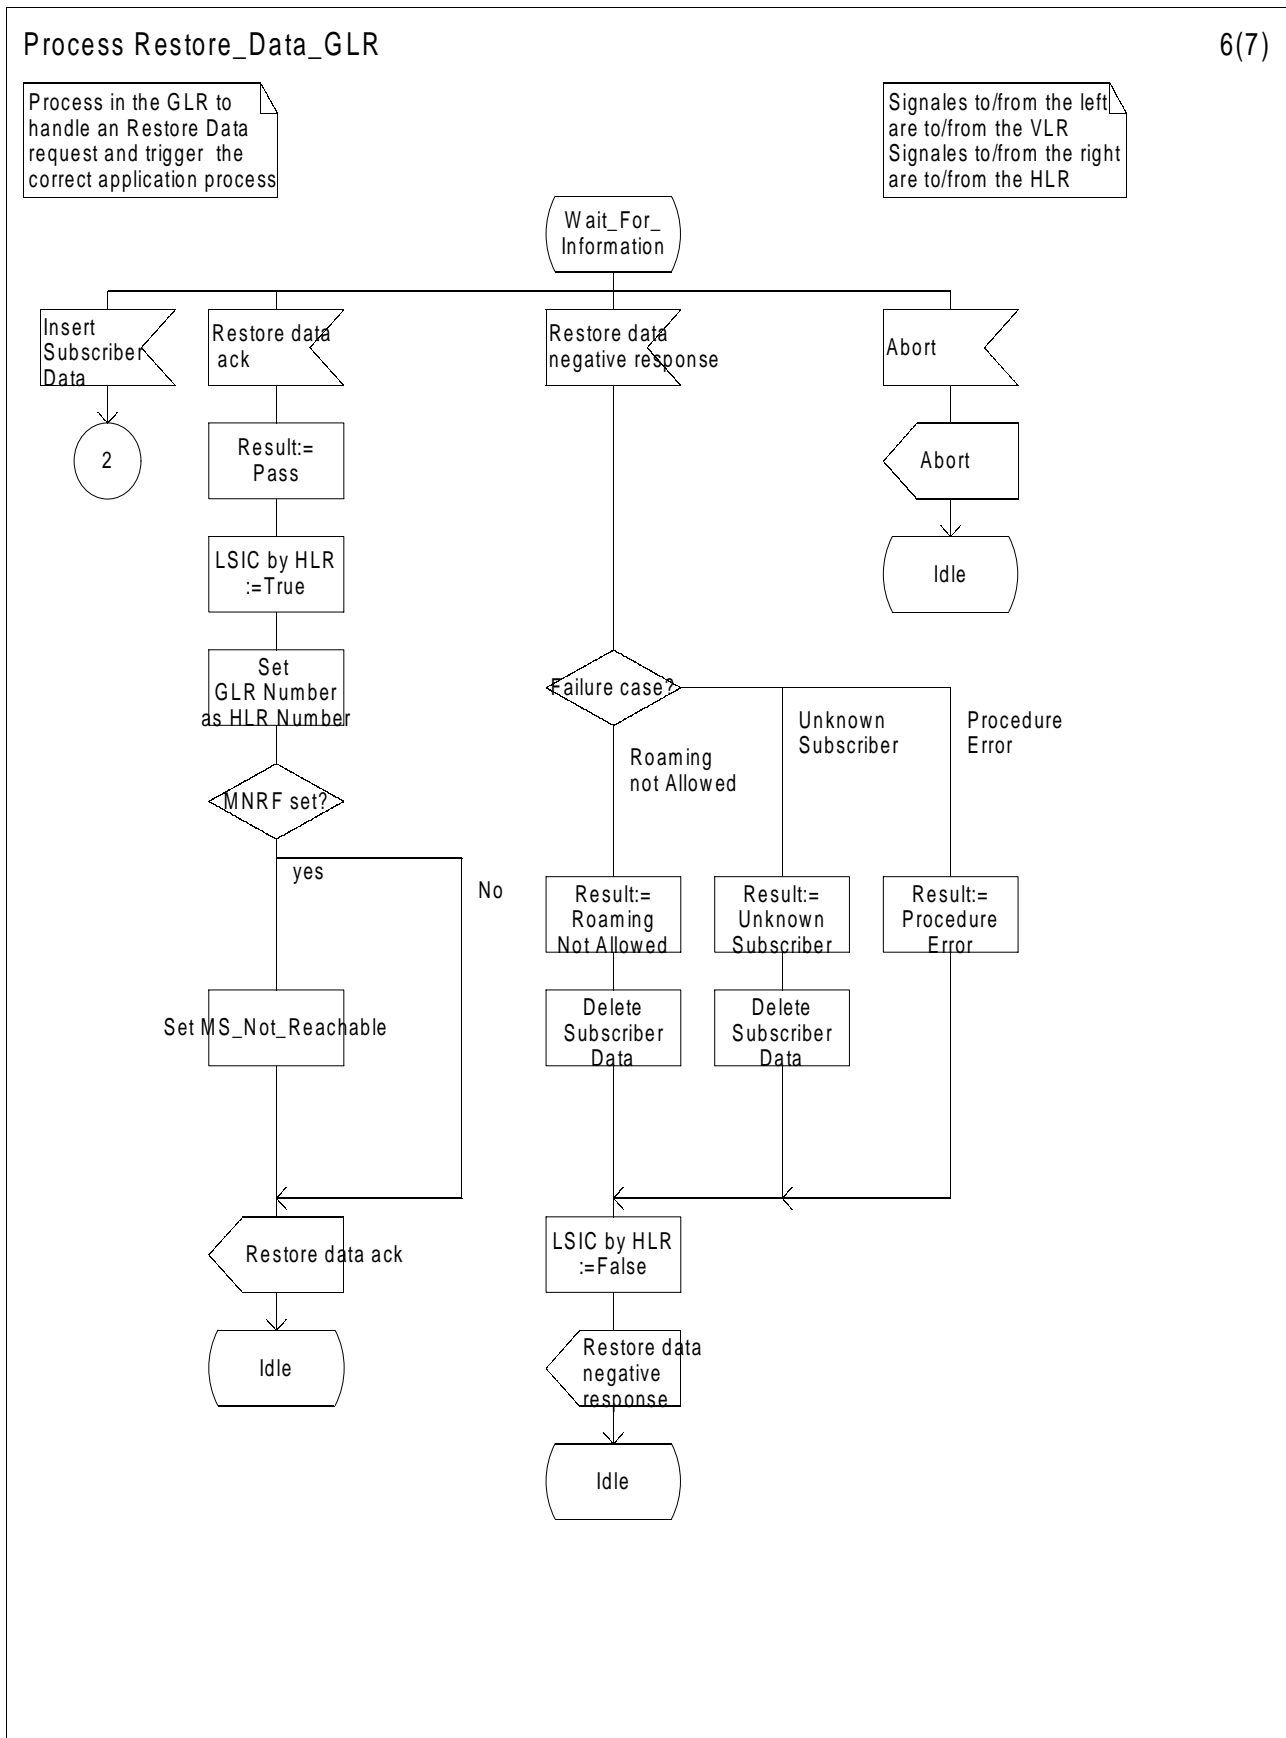 Process Restore_Data_GLR
6(7)
Process in the GLR to
handle an Restore Data
request and trigger the
correct application process
Signales to/from the left
are to/from the VLR
Signales to/from the right
are to/from the HLR
Wait_For_
Information
Insert
Subscriber
Data
Restore data
ack
Restore data
negative response
Abort
2
Result:=
Pass
Abort
LSIC by HLR
:=True
Idle
Set
GLR Number
as HLR Number
Failure case?
Unknown
Subscriber
Procedure
Error
Roaming
not Allowed
MNRF set?
yes
No
Result:=
Roaming
Not Allowed
Result:=
Unknown
Subscriber
Result:=
Procedure
Error
Set MS_Not_Reachable
Delete
Subscriber
Data
Delete
Subscriber
Data
Restore data ack
LSIC by HLR
:=False
Idle
Restore data
negative
response
Idle